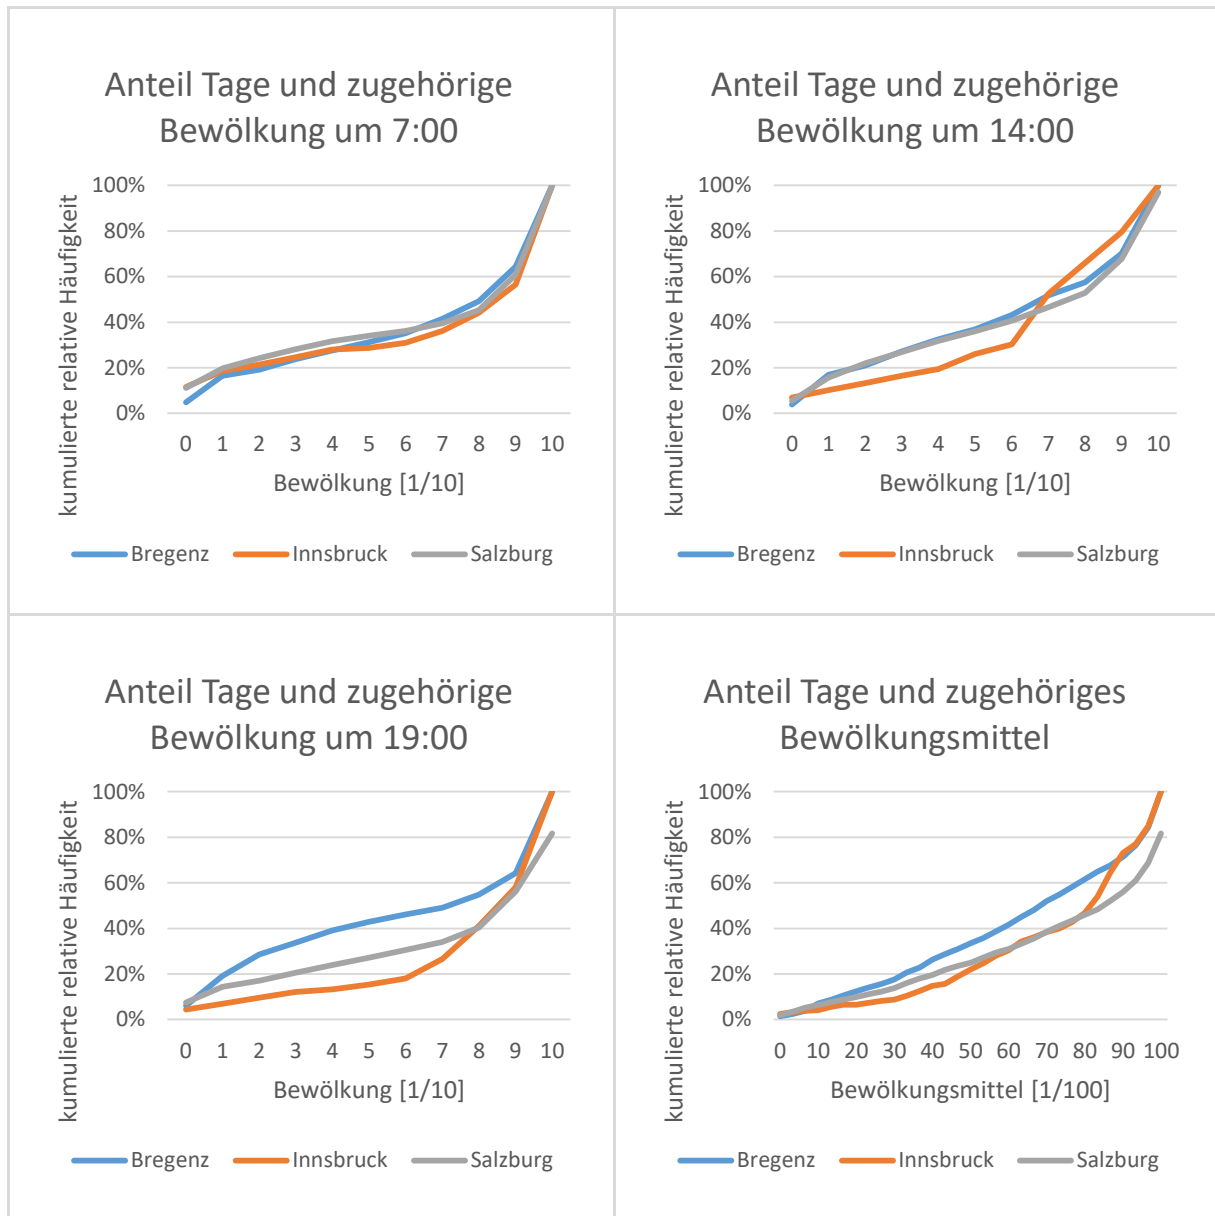 Anteil Tage und zugehörige
Bewölkung um 7:00
kumulierte relative Häufigkeit
100%
80%
60%
40%
20%
0%
0 1 2 3 4 5 6 7 8 9 10
Bewölkung [1/10]
Bregenz Innsbruck Salzburg
Anteil Tage und zugehörige
Bewölkung um 14:00
kumulierte relative Häufigkeit
100%
80%
60%
40%
20%
0%
0 1 2 3 4 5 6 7 8 9 10
Bewölkung [1/10]
Bregenz Innsbruck Salzburg
Anteil Tage und zugehörige
Bewölkung um 19:00
kumulierte relative Häufigkeit
100%
80%
60%
40%
20%
0%
0 1 2 3 4 5 6 7 8 9 10
Bewölkung [1/10]
Bregenz Innsbruck Salzburg
Anteil Tage und zugehöriges
Bewölkungsmittel
kumulierte relative Häufigkeit
100%
80%
60%
40%
20%
0%
0 10 20 30 40 50 60 70 80 90 100
Bewölkungsmittel [1/100]
Bregenz Innsbruck Salzburg